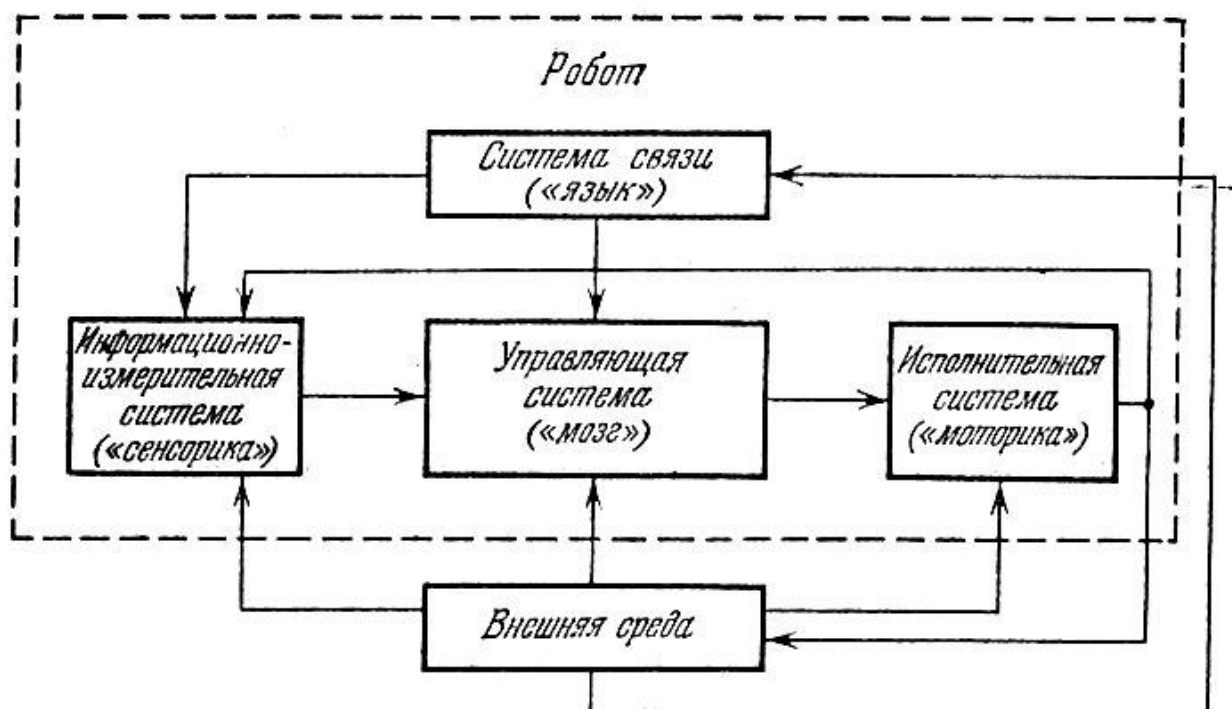 Робот
Система связи
(«язык»)
Информационно-
измерительная
система
(«сенсорика»)
Управляющая
система
(«мозг»)
Исполнительная
система
(«моторика»)
Внешняя среда